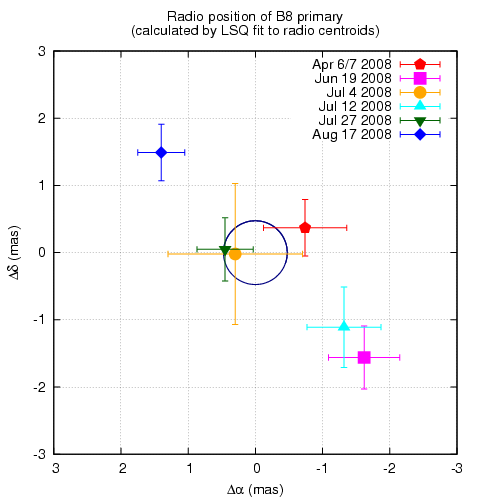 Radio position of B8 primary
(calculated by LSQ fit to radio centroids)
Apr 6/7 2008
Jun 19 2008
Jul 4 2008
Jul 12 2008
Jul 27 2008
Aug 17 2008
3
2
1
0
-1
-2
-3
Δδ (mas)
3 2 1 0 -1 -2 -3
Δα (mas)